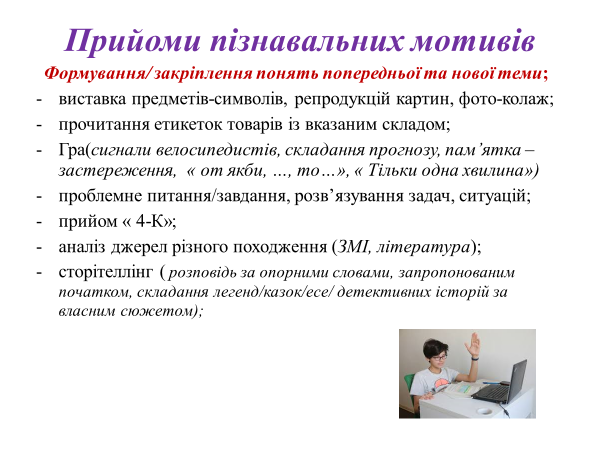 Прийоми пізнавальних мотивів
Формування/закріплення понять попередньої та нової теми;
- виставка предметів-символів, репродукцій картин, фото-колаж;
- прочитання етикеток товарів із вказаним складом;
- Гра(сигнали велосипедистів, складання прогнозу, пам’ятка –
застереження, « от якби, …, то…», « Тільки одна хвилина»)
- проблемне питання/завдання, розв’язування задач, ситуацій;
- прийом « 4-К»;
- аналіз джерел різного походження (ЗМІ, література);
- сторітеллінг ( розповідь за опорними словами, запропонованим
початком, складання легенд/казок/есе/ детективних історій за
власним сюжетом);